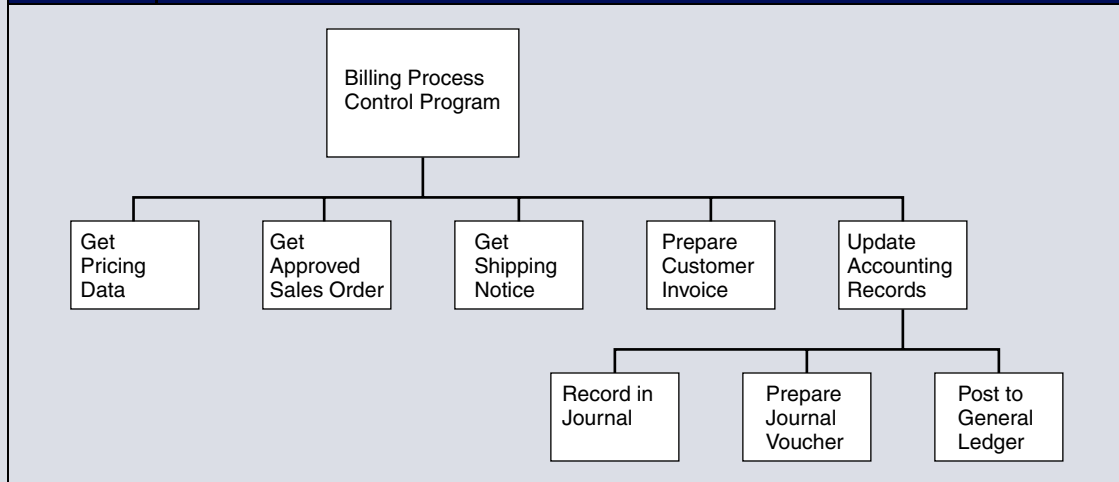 Billing Process
Control Program
Get
Pricing
Data
Get
Approved
Sales Order
Get
Shipping
Notice
Prepare
Customer
Invoice
Update
Accounting
Records
Record in
Journal
Prepare
Journal
Voucher
Post to
General
Ledger